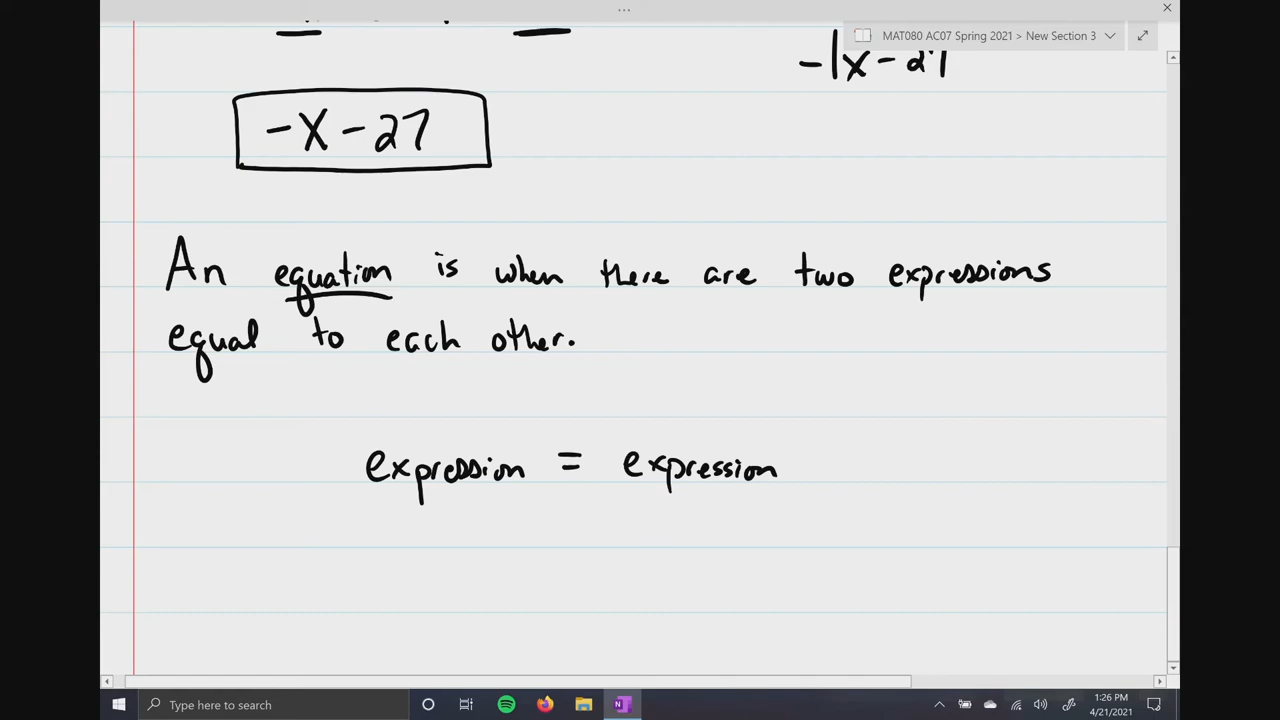 MAT080 AC07 Spring 2021 > New Section 3
-1x-27
-x-27
An equation is when there are two expressions
equal to each other.
expression = expression
Type here to search
1:26 PM
4/21/2021